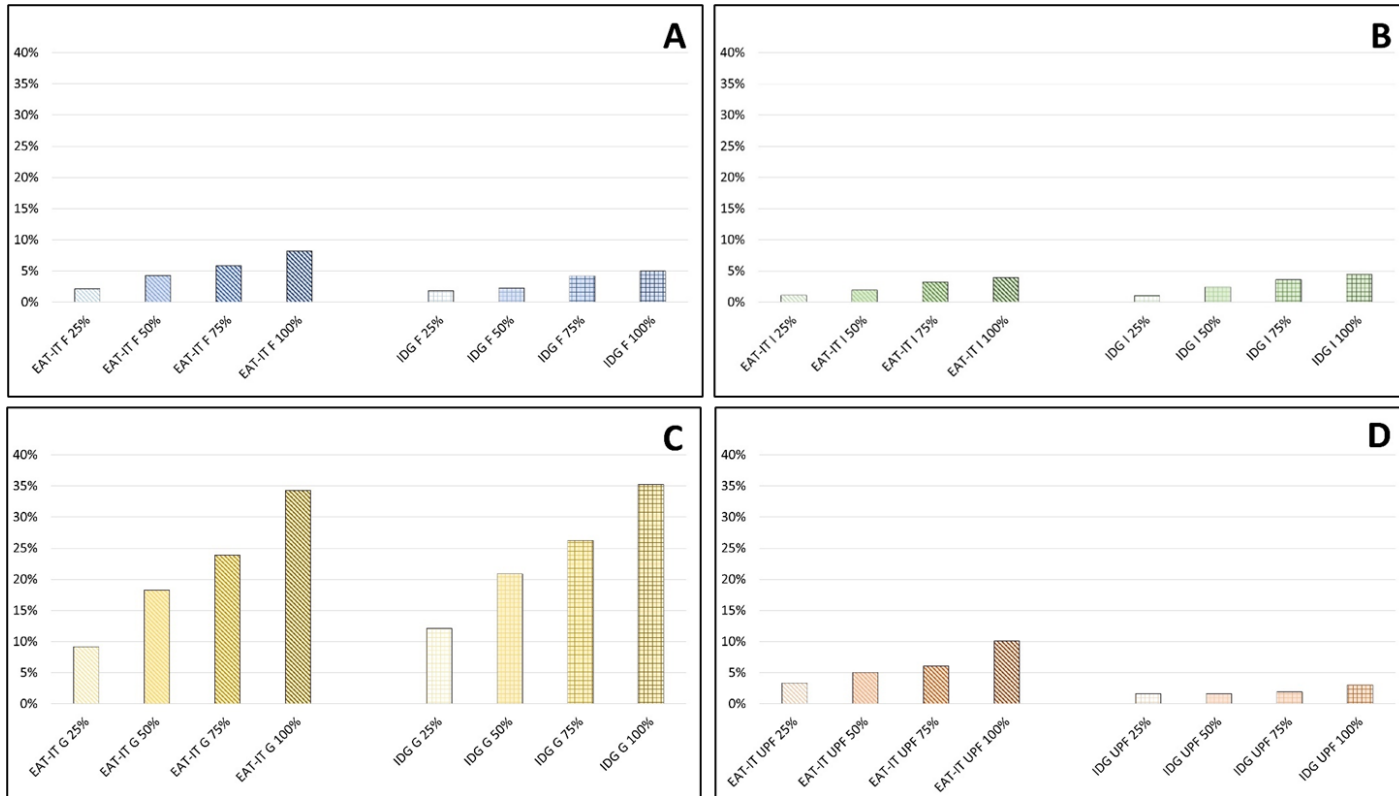 A
40%
35%
30%
25%
20%
15%
10%
5%
0%
EAT-IT F 25%
EAT-IT F 50%
EAT-IT F 75%
EAT-IT F 100%
IDG F 25%
IDG F 50%
IDG F 75%
IDG F 100%
B
40%
35%
30%
25%
20%
15%
10%
5%
0%
EAT-IT I 25%
EAT-IT I 50%
EAT-IT I 75%
EAT-IT I 100%
IDG I 25%
IDG I 50%
IDG I 75%
IDG I 100%
C
40%
35%
30%
25%
20%
15%
10%
5%
0%
EAT-IT G 25%
EAT-IT G 50%
EAT-IT G 75%
EAT-IT G 100%
IDG G 25%
IDG G 50%
IDG G 75%
IDG G 100%
D
40%
35%
30%
25%
20%
15%
10%
5%
0%
EAT-IT UPF 25%
EAT-IT UPF 50%
EAT-IT UPF 75%
EAT-IT UPF 100%
IDG UPF 25%
IDG UPF 50%
IDG UPF 75%
IDG UPF 100%